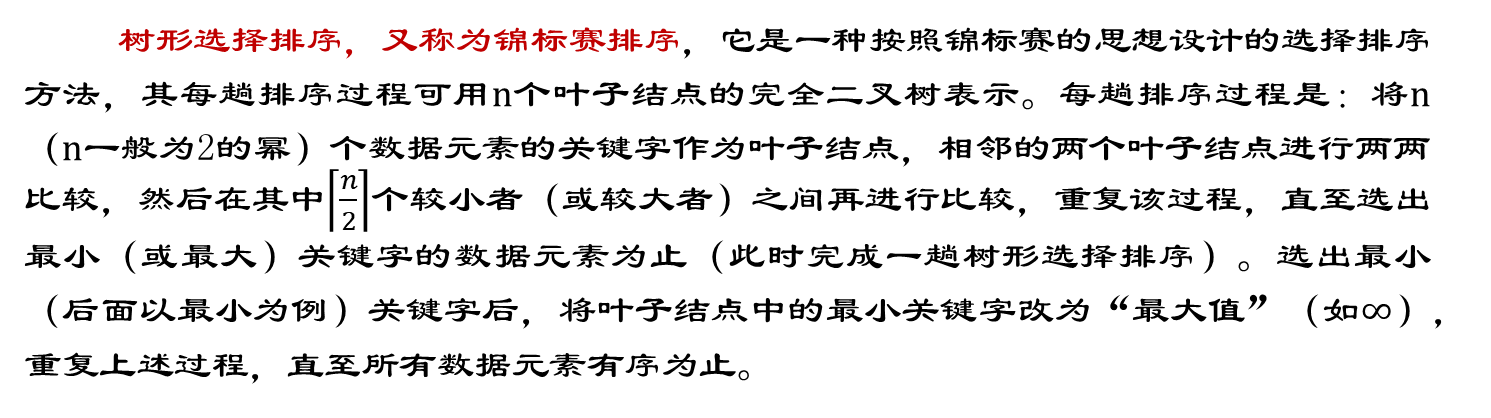 树形选择排序，又称为锦标赛排序，它是一种按照锦标赛的思想设计的选择排序
方法，其每趟排序过程可用n个叶子结点的完全二叉树表示。每趟排序过程是：将n
（n一般为2的幂）个数据元素的关键字作为叶子结点，相邻的两个叶子结点进行两两
比较，然后在其中⌈n/2⌉个较小者（或较大者）之间再进行比较，重复该过程，直至选出
最小（或最大）关键字的数据元素为止（此时完成一趟树形选择排序）。选出最小
（后面以最小为例）关键字后，将叶子结点中的最小关键字改为“最大值”（如∞），
重复上述过程，直至所有数据元素有序为止。